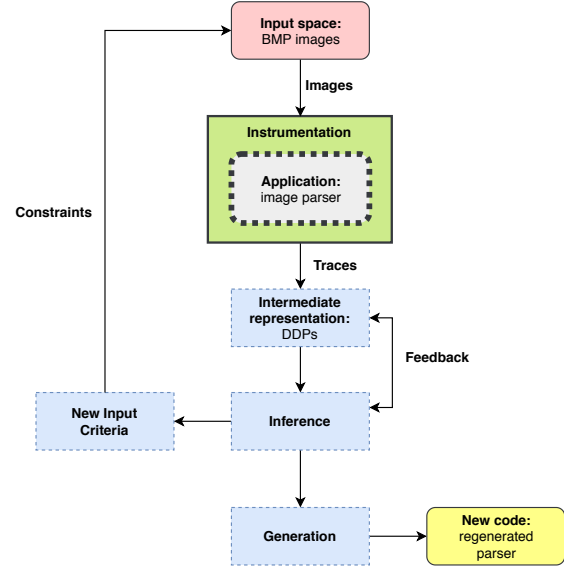 Input space:
BMP images
Images
Instrumentation
Application:
image parser
Constraints
Traces
Intermediate
representation:
DDPs
Feedback
New Input
Criteria
Inference
Generation
New code:
regenerated
parser